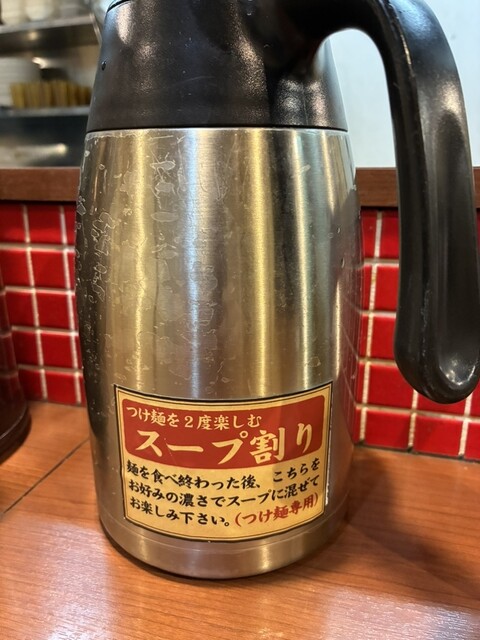 つけ麺を2度楽しむ
スープ割り
麺を食べ終わった後、こちらを
お好みの濃さでスープに混ぜて
お楽しみ下さい。(つけ麺専用)